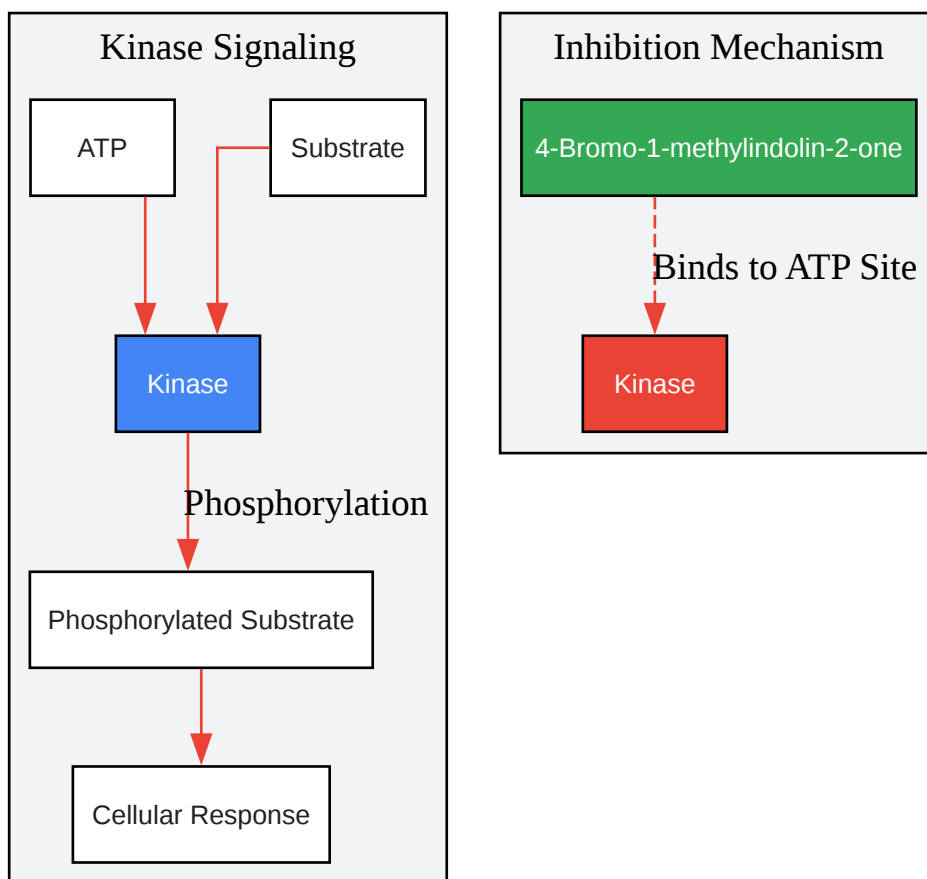 Kinase Signaling
ATP
Substrate
Kinase
Phosphorylation
Phosphorylated Substrate
Cellular Response
Inhibition Mechanism
4-Bromo-1-methylindolin-2-one
Binds to ATP Site
Kinase